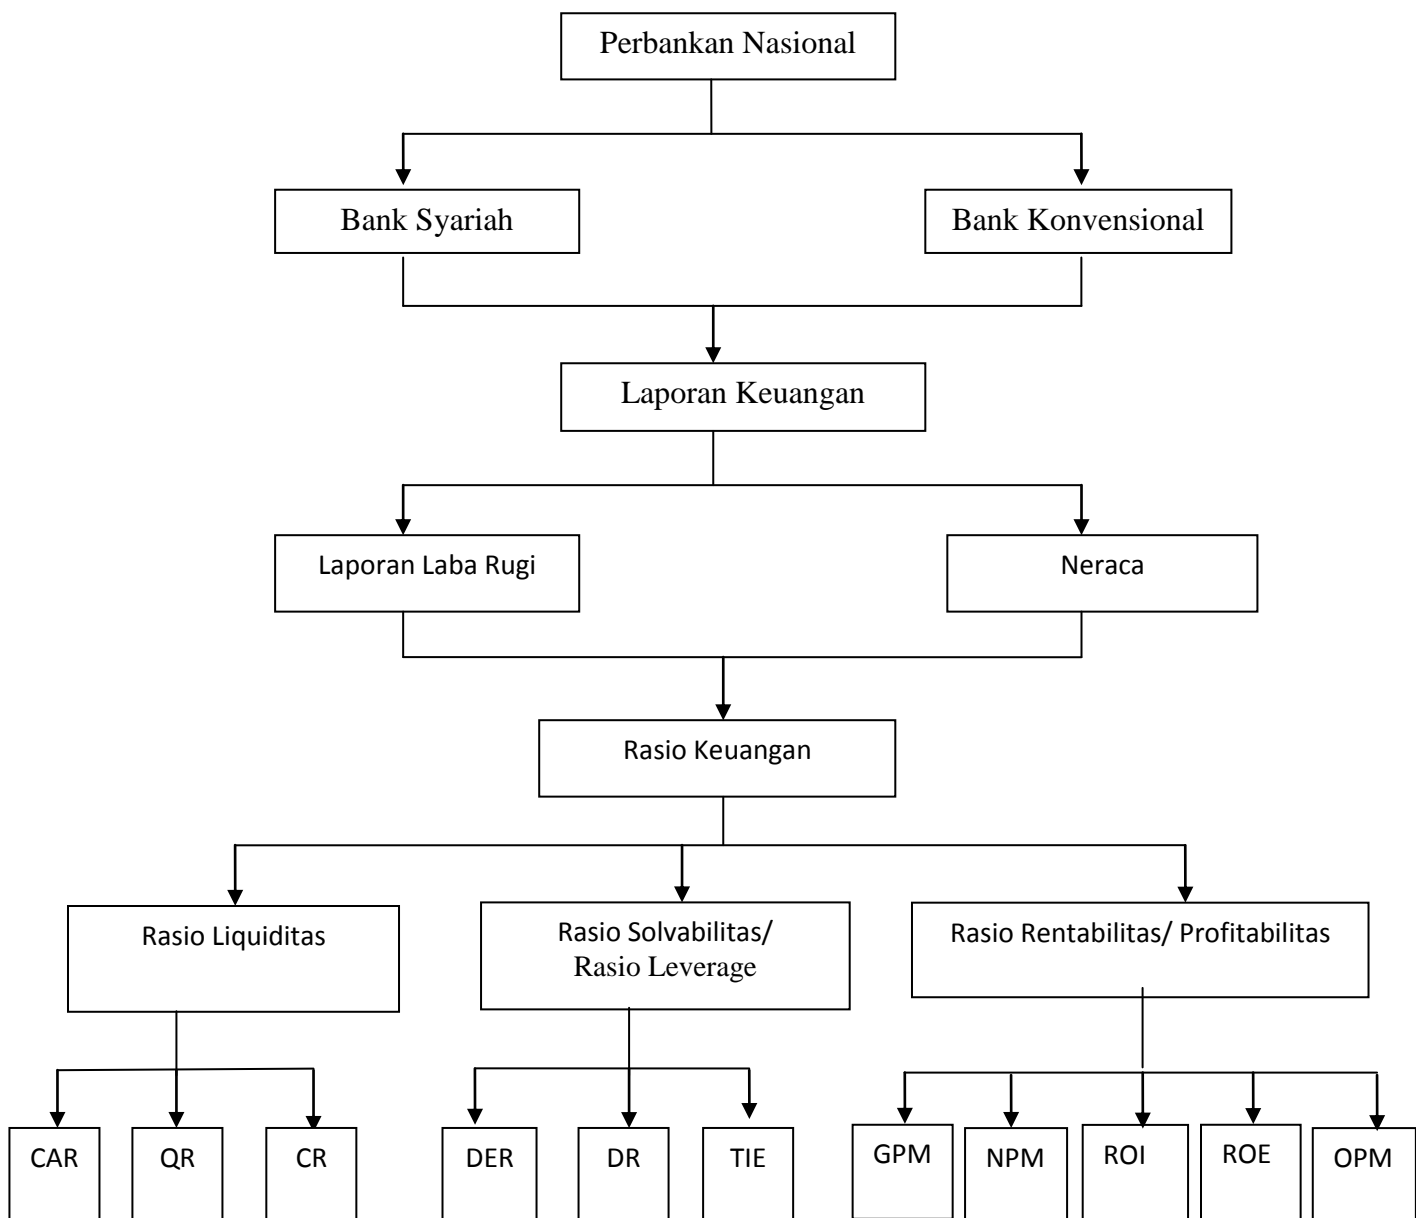 Perbankan Nasional
Bank Syariah
Bank Konvensional
Laporan Keuangan
Laporan Laba Rugi
Neraca
Rasio Keuangan
Rasio Liquiditas
Rasio Solvabilitas/
Rasio Leverage
Rasio Rentabilitas/ Profitabilitas
CAR
QR
CR
DER
DR
TIE
GPM
NPM
ROI
ROE
OPM